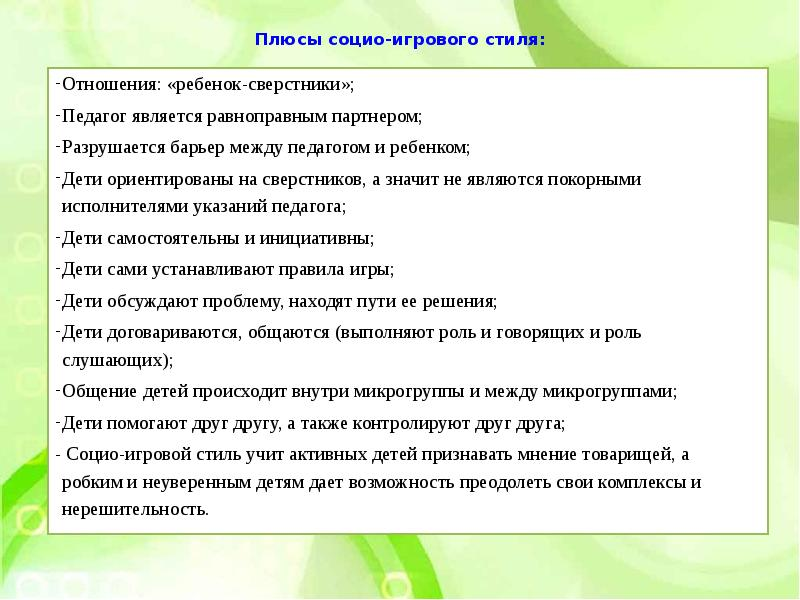 Плюсы социо-игрового стиля:
-Отношения: «ребенок-сверстники»;
-Педагог является равноправным партнером;
-Разрушается барьер между педагогом и ребенком;
-Дети ориентированы на сверстников, а значит не являются покорными
исполнителями указаний педагога;
-Дети самостоятельны и инициативны;
-Дети сами устанавливают правила игры;
-Дети обсуждают проблему, находят пути ее решения;
-Дети договариваются, общаются (выполняют роль и говорящих и роль
слушающих);
-Общение детей происходит внутри микрогруппы и между микрогруппами;
-Дети помогают друг другу, а также контролируют друг друга;
- Социо-игровой стиль учит активных детей признавать мнение товарищей, а
робким и неуверенным детям дает возможность преодолеть свои комплексы и
нерешительность.